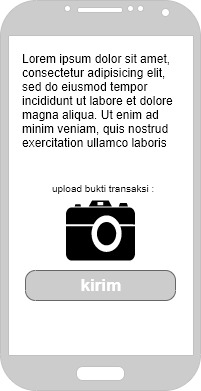 Lorem ipsum dolor sit amet,
consectetur adipisicing elit,
sed do eiusmod tempor
incididunt ut labore et dolore
magna aliqua. Ut enim ad
minim veniam, quis nostrud
exercitation ullamco laboris
upload bukti transaksi :
kirim